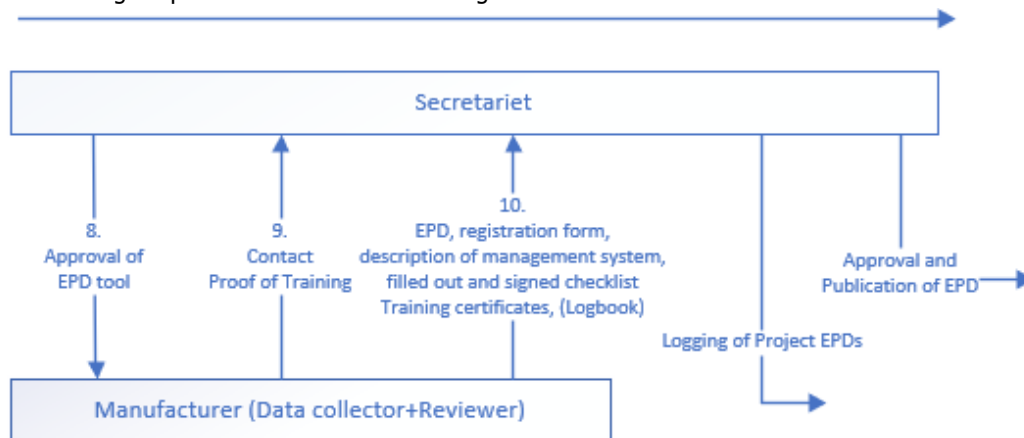 Secretariet
8.
Approval of
EPD tool
9.
Contact
Proof of Training
10.
EPD, registration form,
description of management system,
filled out and signed checklist
Training certificates, (Logbook)
Approval and
Publication of EPD
Logging of Project EPDs
Manufacturer (Data collector+Reviewer)